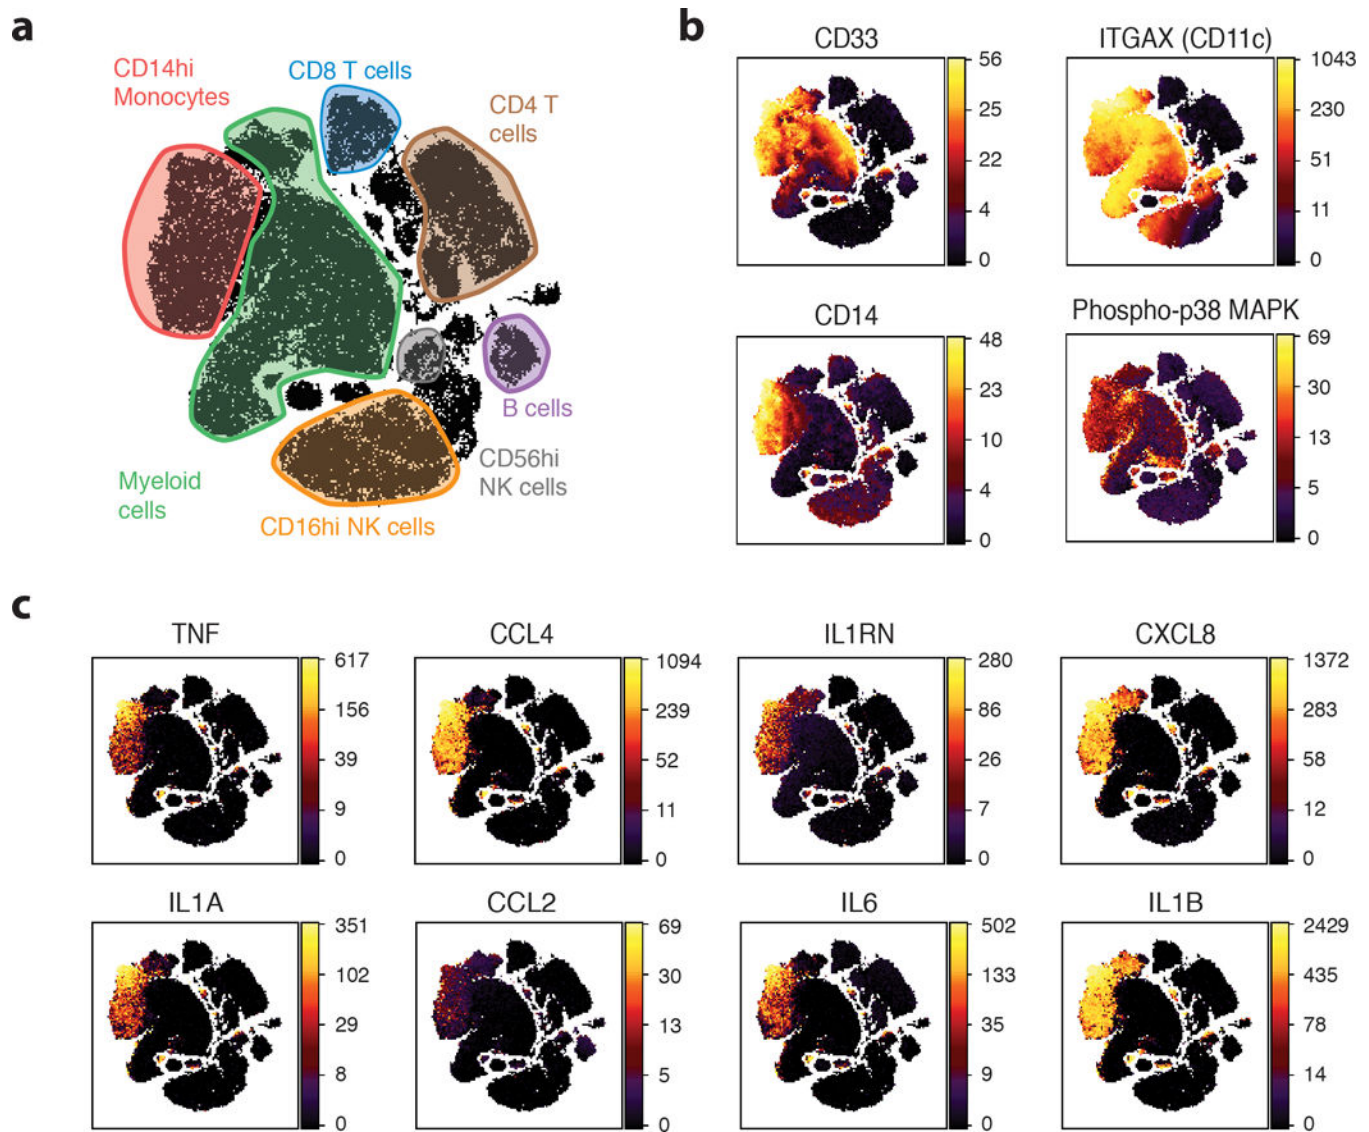 a
CD14hi
Monocytes
CD8 T cells
CD4 T
cells
B cells
CD56hi
NK cells
Myeloid
cells
CD16hi NK cells
b
CD33
56
25
22
4
0
ITGAX (CD11c)
1043
230
51
11
0
CD14
48
23
10
4
0
Phospho-p38 MAPK
69
30
13
5
0
c
TNF
617
156
39
9
0
CCL4
1094
239
52
11
0
IL1RN
280
86
26
7
0
CXCL8
1372
283
58
12
0
IL1A
351
102
29
8
0
CCL2
69
30
13
5
0
IL6
502
133
35
9
0
IL1B
2429
435
78
14
0